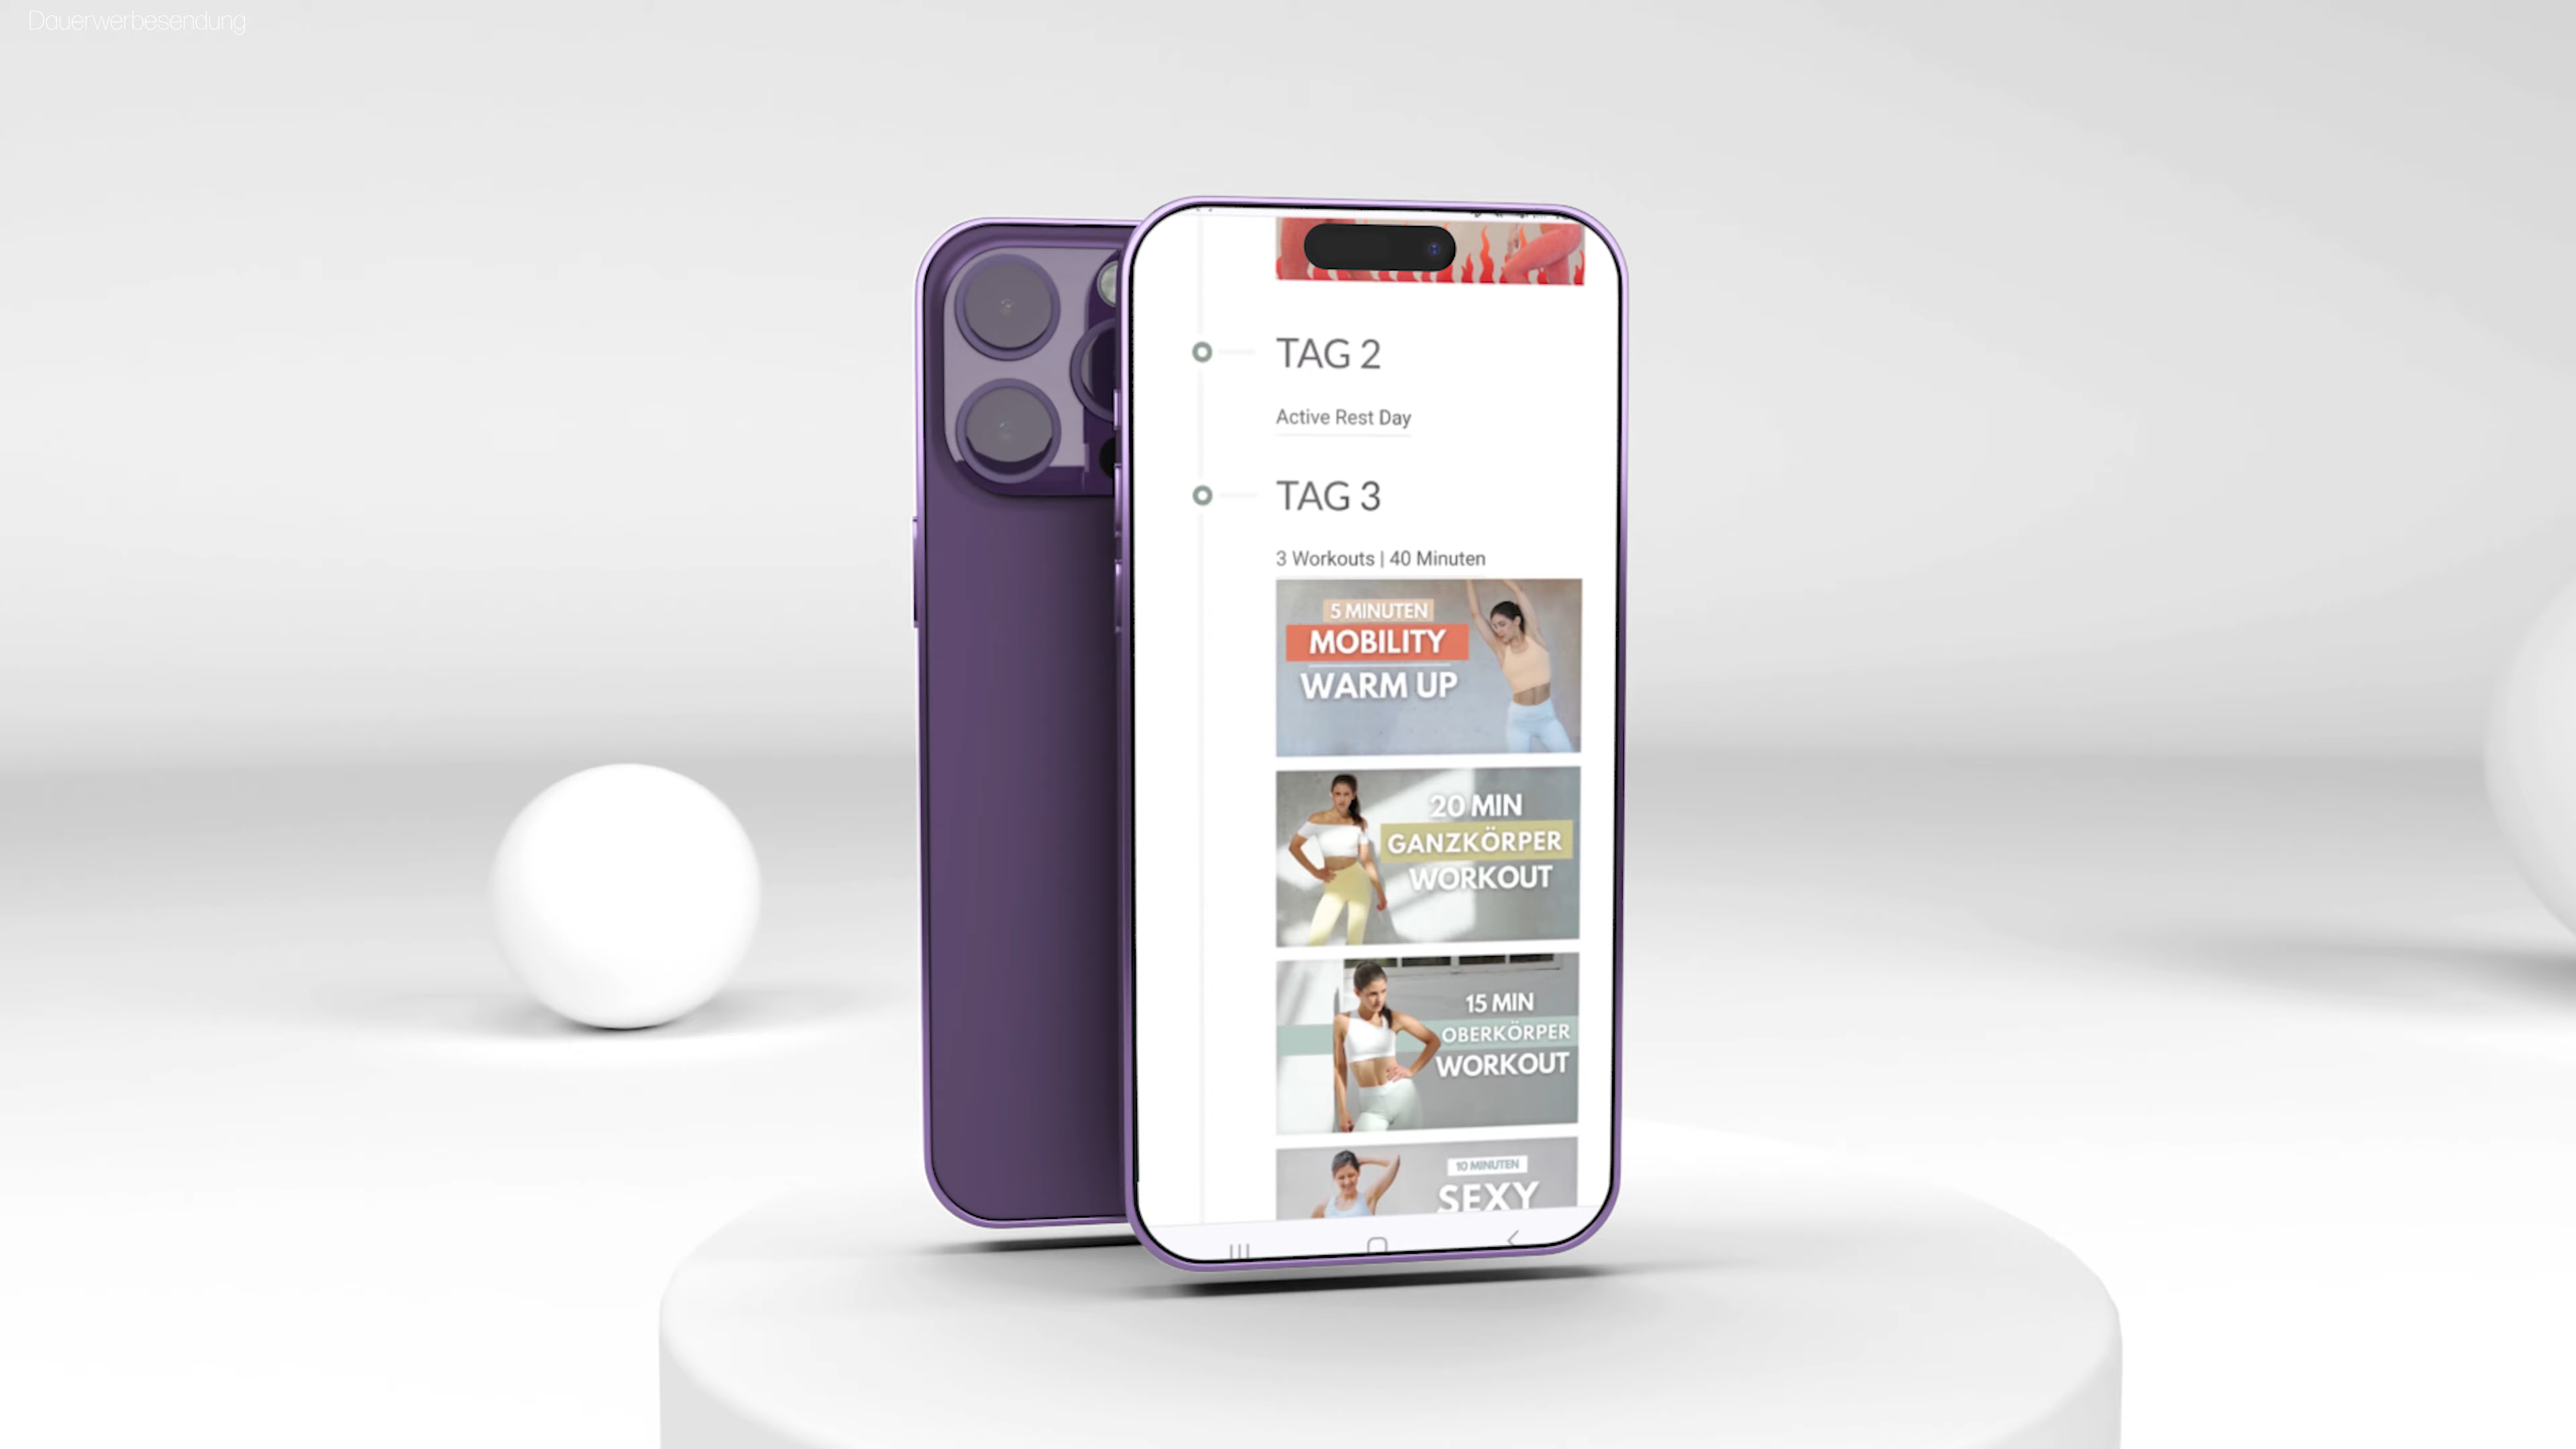 Dauerwerbesendung
TAG 2
Active Rest Day
TAG 3
3 Workouts | 40 Minuten
5 MINUTEN
MOBILITY
WARM UP
20 MIN
GANZKÖRPER
WORKOUT
15 MIN
OBERKÖRPER
WORKOUT
10 MINUTEN
SEXY